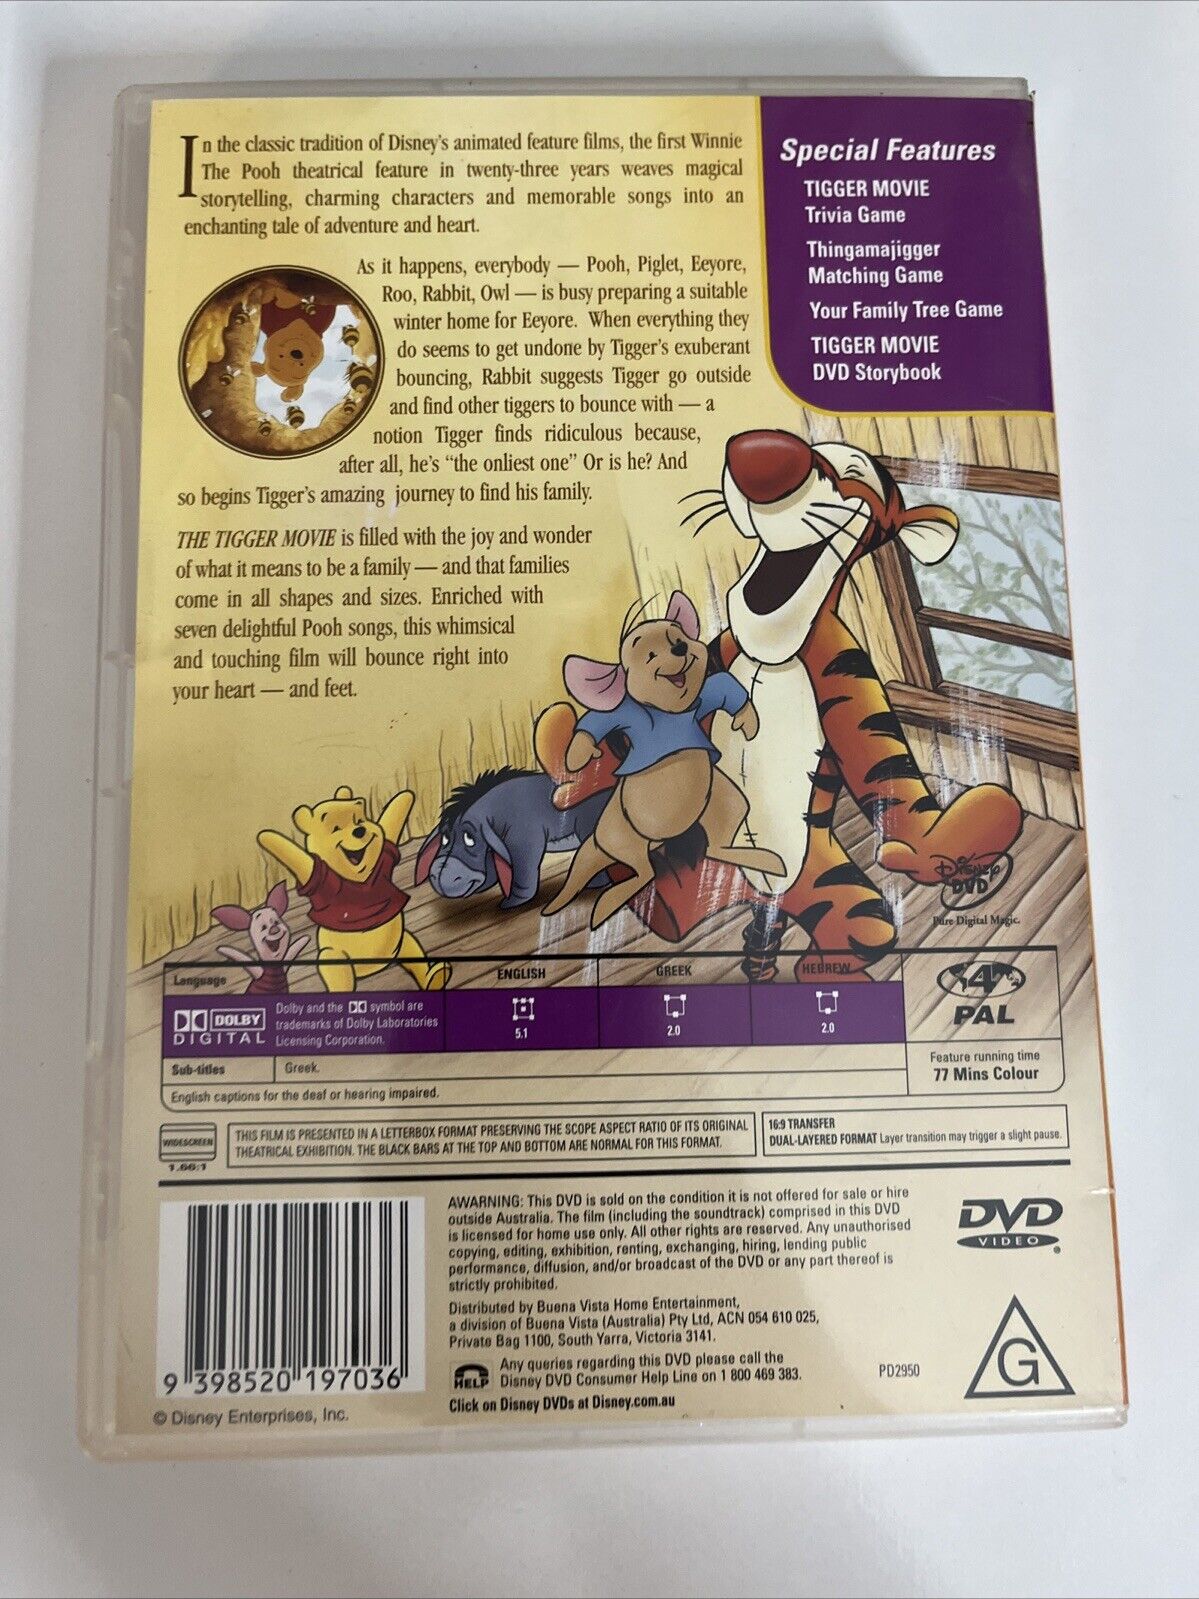 In the classic tradition of Disney's animated feature films, the first Winnie
The Pooh theatrical feature in twenty-three years weaves magical
storytelling, charming characters and memorable songs into an
enchanting tale of adventure and heart.
As it happens, everybody — Pooh, Piglet, Eeyore,
Roo, Rabbit, Owl — is busy preparing a suitable
winter home for Eeyore. When everything they
do seems to get undone by Tigger's exuberant
bouncing, Rabbit suggests Tigger go outside
and find other tiggers to bounce with — a
notion Tigger finds ridiculous because,
after all, he's "the onliest one" Or is he? And
so begins Tigger's amazing journey to find his family.
THE TIGGER MOVIE is filled with the joy and wonder
of what it means to be a family — and that families
come in all shapes and sizes. Enriched with
seven delightful Pooh songs, this whimsical
and touching film will bounce right into
your heart — and feet.
Special Features
TIGGER MOVIE
Trivia Game
Thingamajigger
Matching Game
Your Family Tree Game
TIGGER MOVIE
DVD Storybook
Disney
DVD
Pure Digital Magic.
Language
ENGLISH
GREEK
HEBREW
DOLBY
DIGITAL
Dolby and the DD symbol are
trademarks of Dolby Laboratories
Licensing Corporation.
5.1
2.0
2.0
4
PAL
Sub-titles
Greek.
English captions for the deaf or hearing impaired.
Feature running time
77 Mins Colour
WIDESCREEN
1.66:1
THIS FILM IS PRESENTED IN A LETTERBOX FORMAT PRESERVING THE SCOPE ASPECT RATIO OF ITS ORIGINAL
THEATRICAL EXHIBITION. THE BLACK BARS AT THE TOP AND BOTTOM ARE NORMAL FOR THIS FORMAT.
16:9 TRANSFER
DUAL-LAYERED FORMAT Layer transition may trigger a slight pause.
AWARNING: This DVD is sold on the condition it is not offered for sale or hire
outside Australia. The film (including the soundtrack) comprised in this DVD
is licensed for home use only. All other rights are reserved. Any unauthorised
copying, editing, exhibition, renting, exchanging, hiring, lending public
performance, diffusion, and/or broadcast of the DVD or any part thereof is
strictly prohibited.
Distributed by Buena Vista Home Entertainment,
a division of Buena Vista (Australia) Pty Ltd, ACN 054 610 025,
Private Bag 1100, South Yarra, Victoria 3141.
HELP
Any queries regarding this DVD please call the
Disney DVD Consumer Help Line on 1 800 469 383.
Click on Disney DVDs at Disney.com.au
PD2950
DVD
VIDEO
G
9 398520 197036
© Disney Enterprises, Inc.